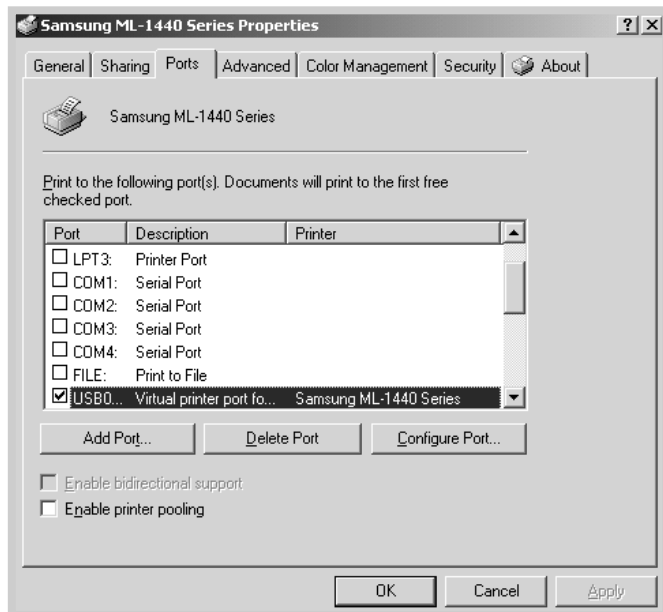 Samsung ML-1440 Series Properties
General Sharing Ports Advanced Color Management Security About
Samsung ML-1440 Series
Print to the following port(s). Documents will print to the first free
checked port.
Port Description Printer
LPT3: Printer Port
COM1: Serial Port
COM2: Serial Port
COM3: Serial Port
COM4: Serial Port
FILE: Print to File
USB0... Virtual printer port fo... Samsung ML-1440 Series
Add Port... Delete Port Configure Port...
Enable bidirectional support
Enable printer pooling
OK Cancel Apply